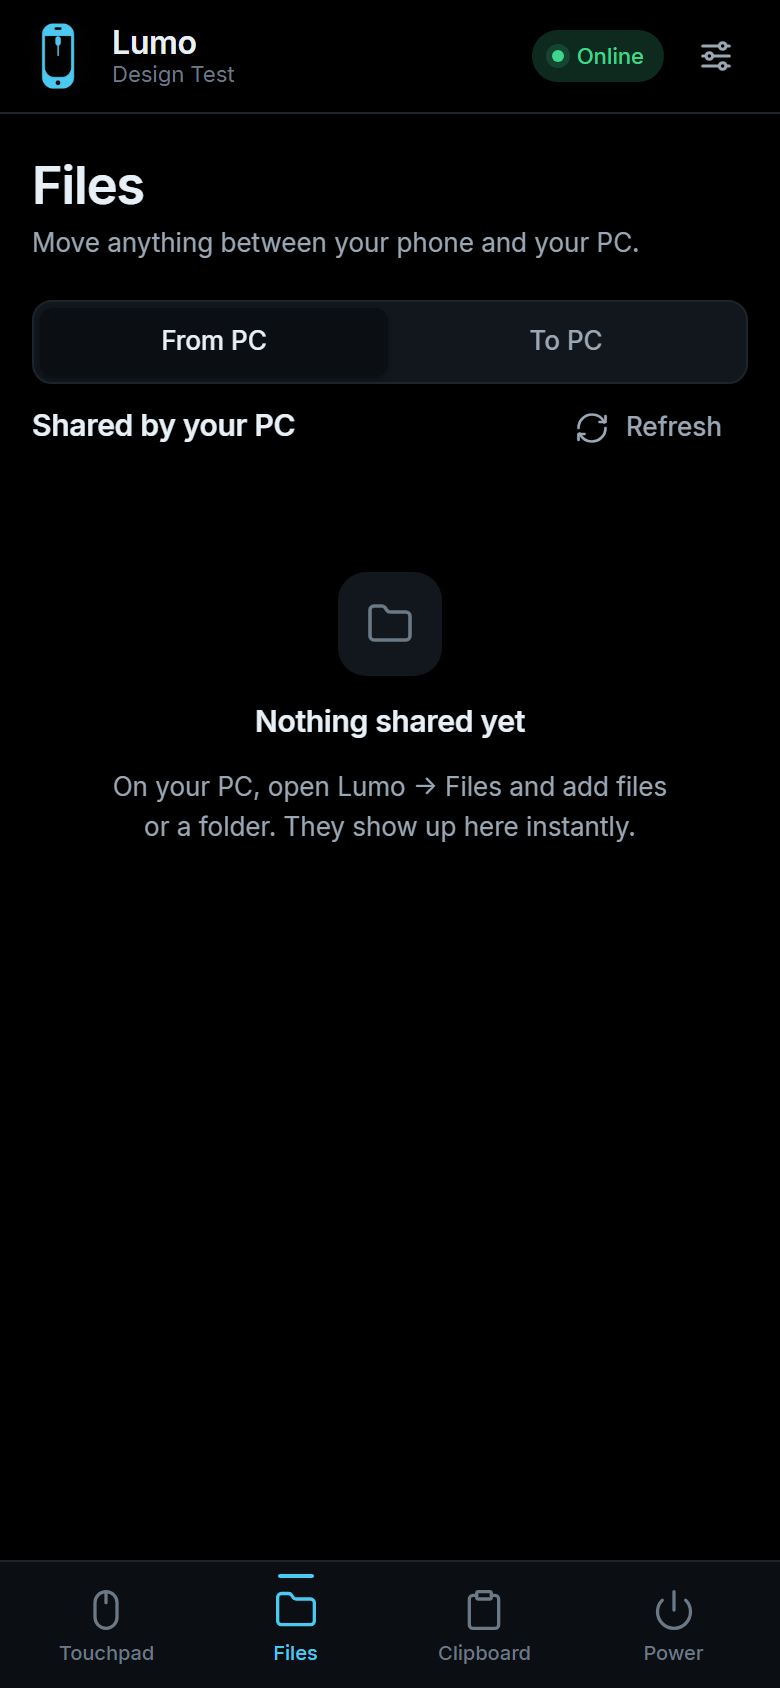 Lumo
Design Test
Online
Files
Move anything between your phone and your PC.
From PC
To PC
Shared by your PC
Refresh
Nothing shared yet
On your PC, open Lumo → Files and add files
or a folder. They show up here instantly.
Touchpad
Files
Clipboard
Power